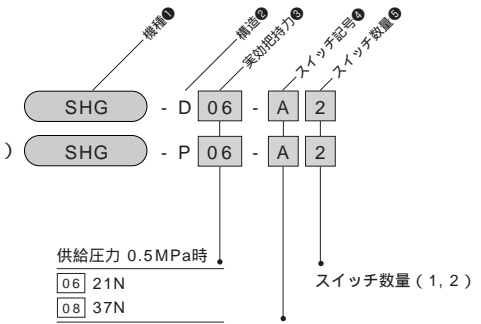 機種❶ 構造❷ 実効把持力❸ スイッチ記号❹ スイッチ数量❺
SHG - D 06 - A 2
) SHG - P 06 - A 2
供給圧力 0.5MPa時
06 21N
08 37N
スイッチ数量 ( 1, 2 )